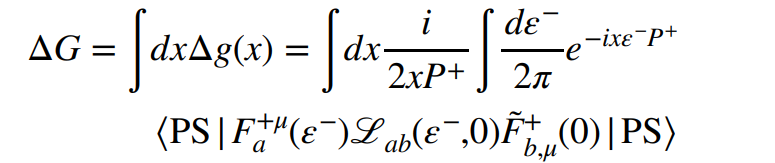 ΔG = ∫dxΔg(x) = ∫dx i/2xP+ ∫ dε⁻/2π e^{-ixε⁻P+}
⟨PS|F_a^{+μ}(ε⁻)ℒ_{ab}(ε⁻,0)F̃^+_{b,μ}(0)|PS⟩